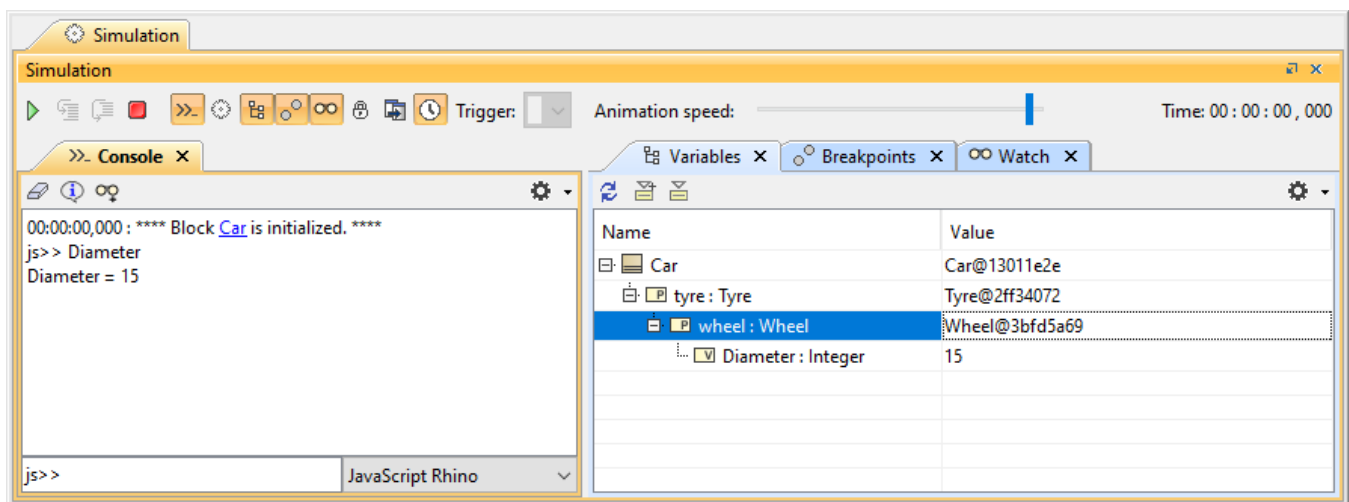 Simulation
Simulation
Trigger: Animation speed: Time: 00 : 00 : 00 , 000
Console
Variables Breakpoints Watch
00:00:00,000 : **** Block Car is initialized. ****
js>> Diameter
Diameter = 15
js>> JavaScript Rhino
Name Value
Car Car@13011e2e
tyre : Tyre Tyre@2ff34072
wheel : Wheel Wheel@3bfd5a69
Diameter : Integer 15